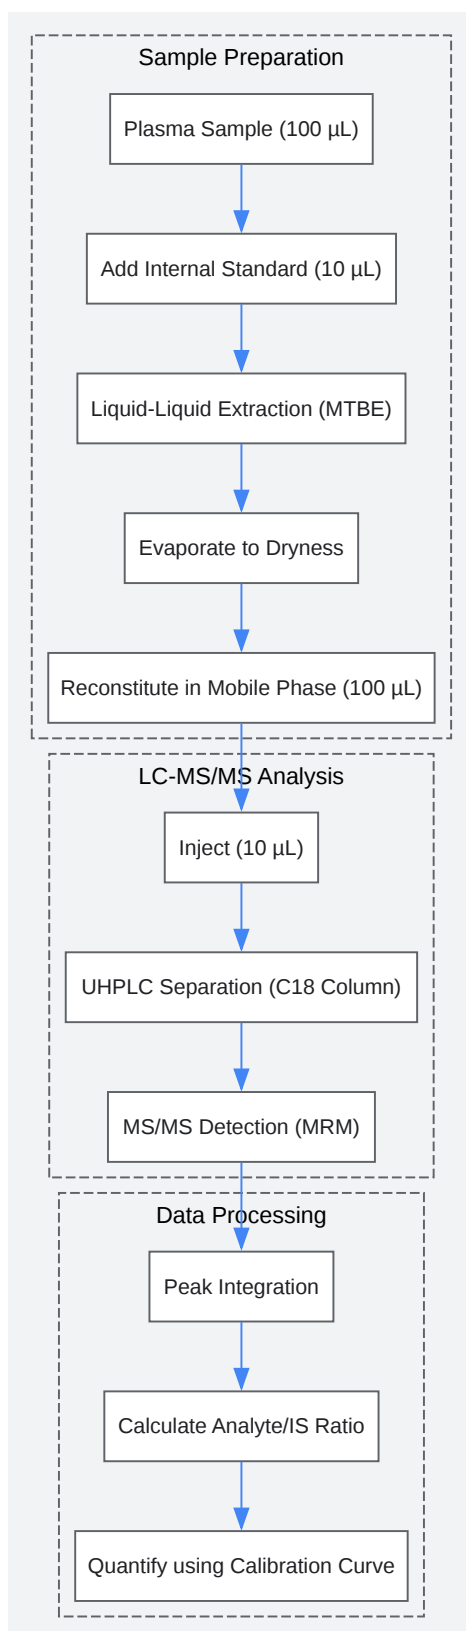 Sample Preparation
Plasma Sample (100 µL)
Add Internal Standard (10 µL)
Liquid-Liquid Extraction (MTBE)
Evaporate to Dryness
Reconstitute in Mobile Phase (100 µL)
LC-MS/MS Analysis
Inject (10 µL)
UHPLC Separation (C18 Column)
MS/MS Detection (MRM)
Data Processing
Peak Integration
Calculate Analyte/IS Ratio
Quantify using Calibration Curve